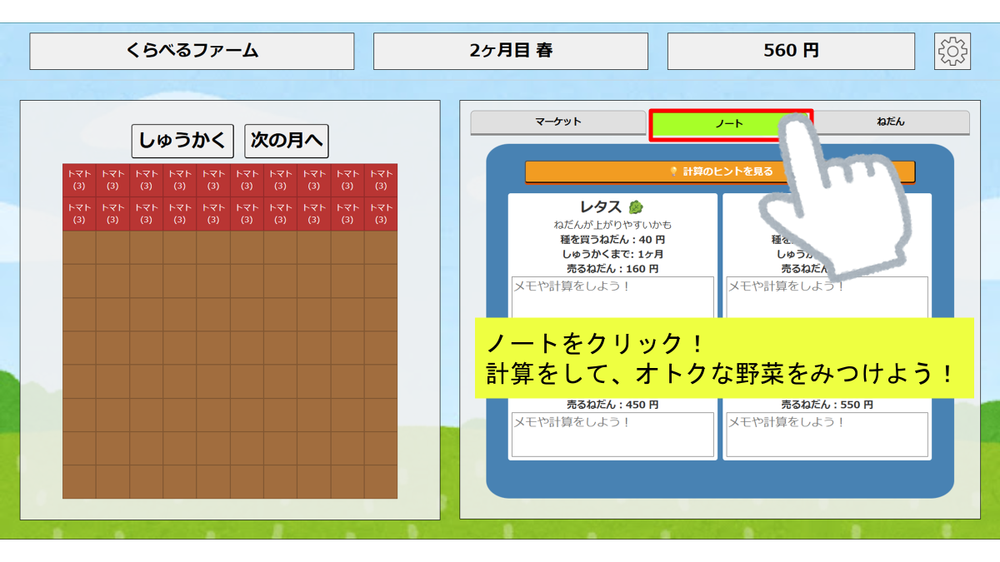 くらべるファーム
2ヶ月目 春
560 円
しゅうかく
次の月へ
トマト トマト トマト トマト トマト トマト トマト トマト トマト トマト
(3) (3) (3) (3) (3) (3) (3) (3) (3) (3)
トマト トマト トマト トマト トマト トマト トマト トマト トマト トマト
(3) (3) (3) (3) (3) (3) (3) (3) (3) (3)
マーケット
ノート
ねだん
計算のヒントを見る
レタス
ねだんが上がりやすいかも
種を買うねだん : 40 円
しゅうかくまで: 1ヶ月
売るねだん : 160 円
メモや計算をしよう！
売るねだん
メモや計算をしよう！
ノートをクリック！
計算をして、オトクな野菜をみつけよう！
売るねだん : 450 円
メモや計算をしよう！
売るねだん : 550 円
メモや計算をしよう！